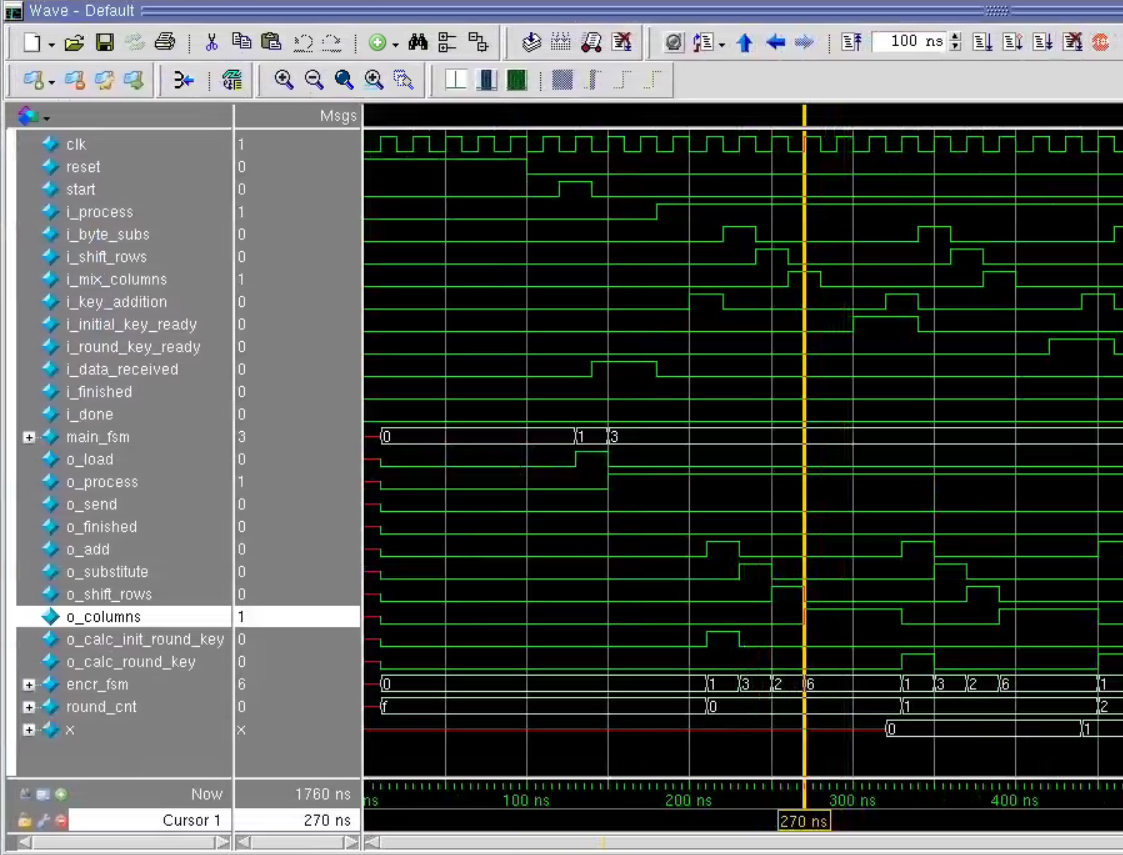 Wave - Default
100 ns
Msgs
clk 1
reset 0
start 0
i_process 1
i_byte_subs 0
i_shift_rows 0
i_mix_columns 1
i_key_addition 0
i_initial_key_ready 0
i_round_key_ready 0
i_data_received 0
i_finished 0
i_done 0
main_fsm 3 0 1 3
o_load 0
o_process 1
o_send 0
o_finished 0
o_add 0
o_substitute 0
o_shift_rows 0
o_columns 1
o_calc_init_round_key 0
o_calc_round_key 0
encr_fsm 6 0 1 3 2 6 1 3 2 6 1
round_cnt 0 f 0 1 2
x x 0 1
Now 1760 ns ns 100 ns 200 ns 300 ns 400 ns
Cursor 1 270 ns 270 ns